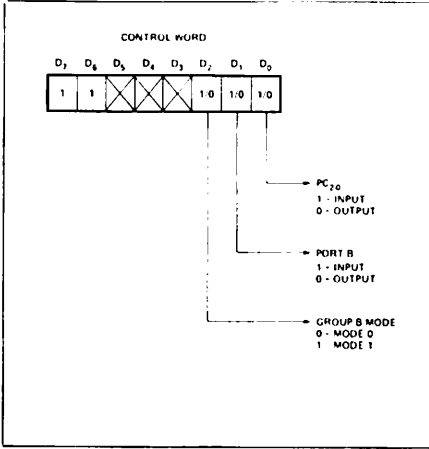 CONTROL WORD
D7 D6 D5 D4 D3 D2 D1 D0
1 1 1/0 1/0 1/0
PC2-0
1 - INPUT
0 - OUTPUT
PORT B
1 - INPUT
0 - OUTPUT
GROUP B MODE
0 - MODE 0
1 MODE 1